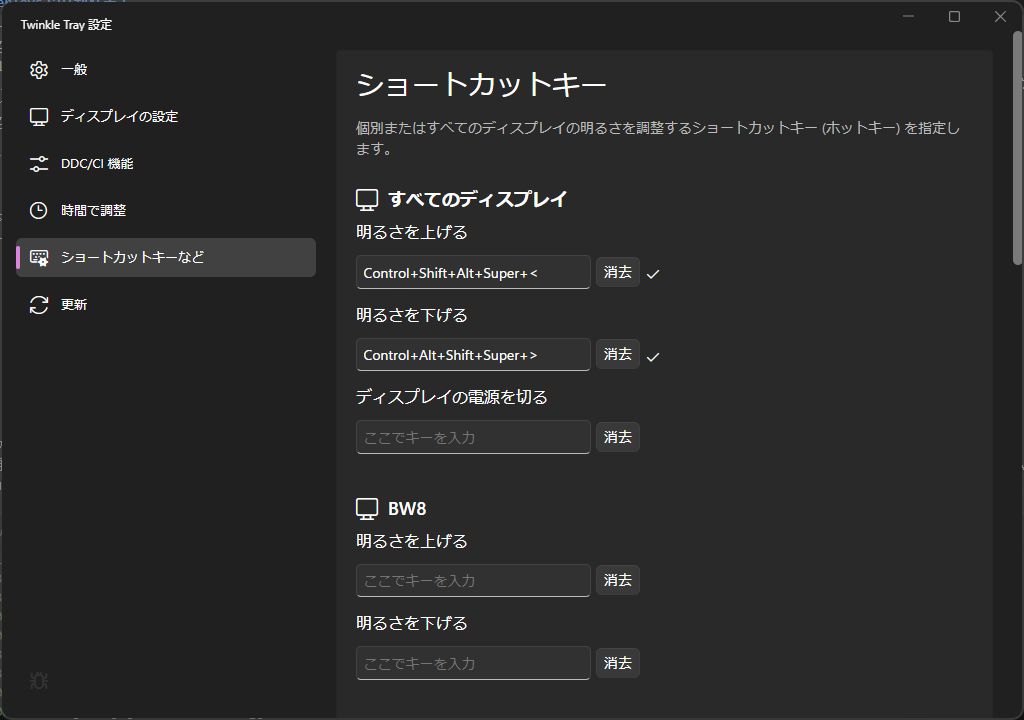 Twinkle Tray 設定
一般
ディスプレイの設定
DDC/CI 機能
時間で調整
ショートカットキーなど
更新
ショートカットキー
個別またはすべてのディスプレイの明るさを調整するショートカットキー (ホットキー) を指定し
ます。
すべてのディスプレイ
明るさを上げる
Control+Shift+Alt+Super+< 消去
明るさを下げる
Control+Alt+Shift+Super+> 消去
ディスプレイの電源を切る
ここでキーを入力 消去
BW8
明るさを上げる
ここでキーを入力 消去
明るさを下げる
ここでキーを入力 消去